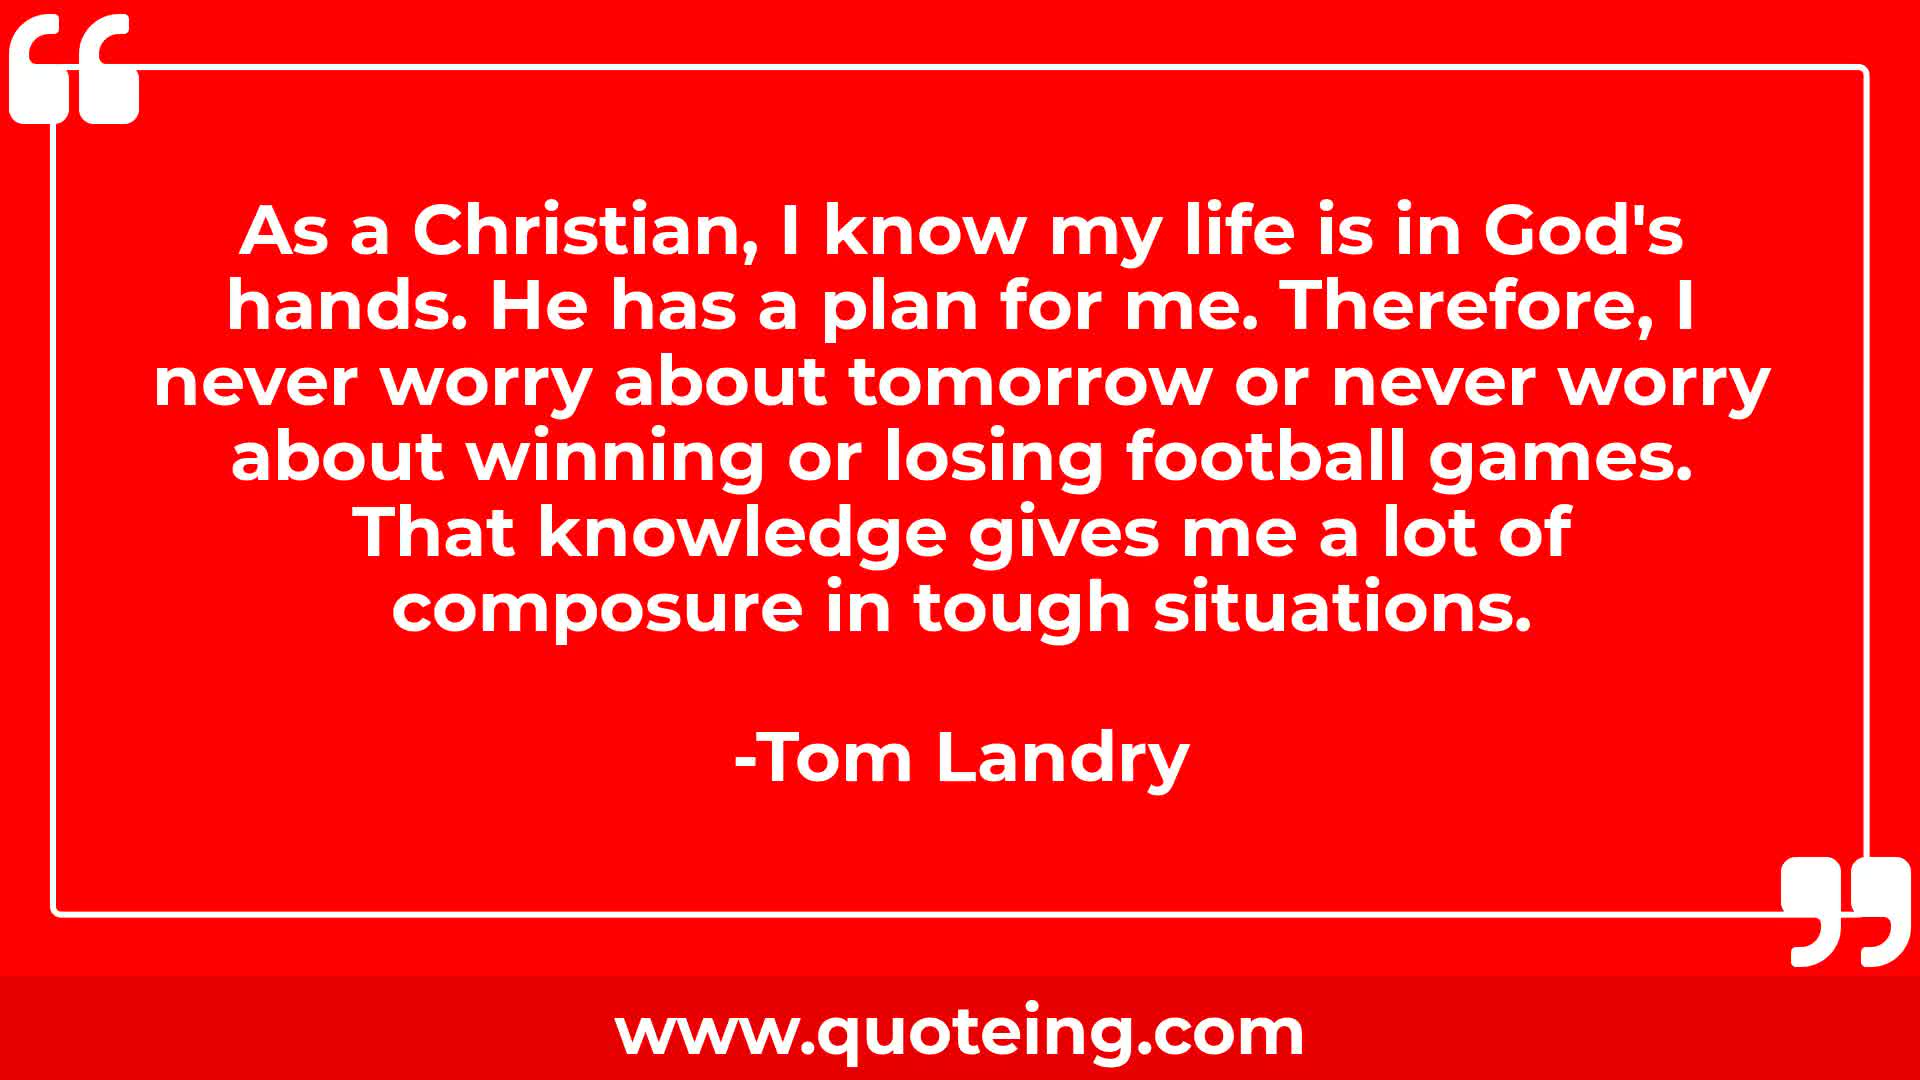 As a Christian, I know my life is in God's
hands. He has a plan for me. Therefore, I
never worry about tomorrow or never worry
about winning or losing football games.
That knowledge gives me a lot of
composure in tough situations.
-Tom Landry
www.quoteing.com